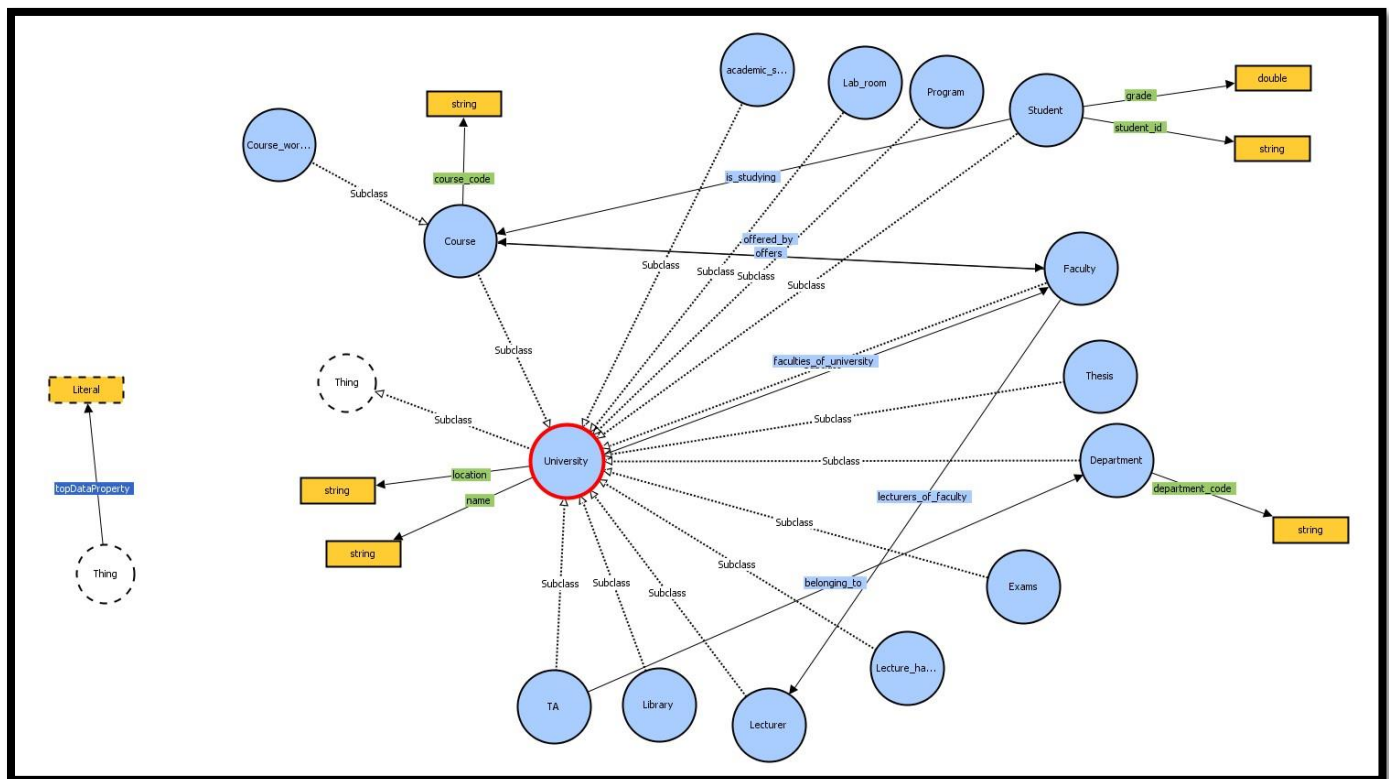 academic_s...
Lab_room
Program
Student
double
grade
student_id
string
string
Course_wor...
course_code
Subclass
is_studying
Course
offered_by
offers
Faculty
Subclass
Subclass
Subclass
Subclass
Subclass
faculties_of_university
Thing
Thesis
Literal
Subclass
Subclass
University
Subclass
Department
location
string
name
topDataProperty
department_code
lecturers_of_faculty
string
string
Subclass
Thing
Subclass
Subclass
Subclass
Subclass
belonging_to
Exams
Lecture_ha...
TA
Library
Lecturer